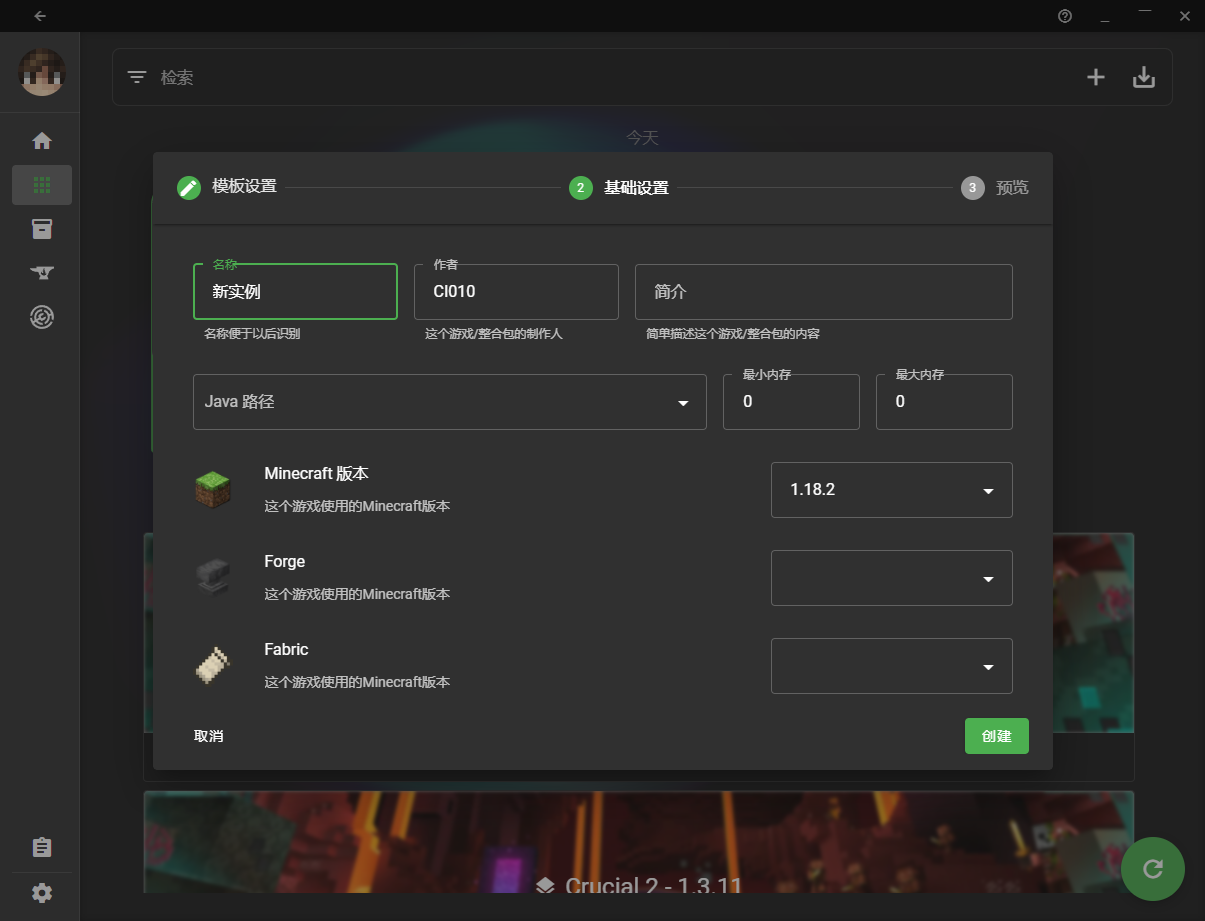 检索
今天
模板设置
2
基础设置
3
预览
名称
新实例
名称便于以后识别
作者
CI010
这个游戏/整合包的制作人
简介
简单描述这个游戏/整合包的内容
Java 路径
最小内存
0
最大内存
0
Minecraft 版本
这个游戏使用的Minecraft版本
1.18.2
Forge
这个游戏使用的Minecraft版本
Fabric
这个游戏使用的Minecraft版本
取消
创建
Crucial 2 - 1.3.11